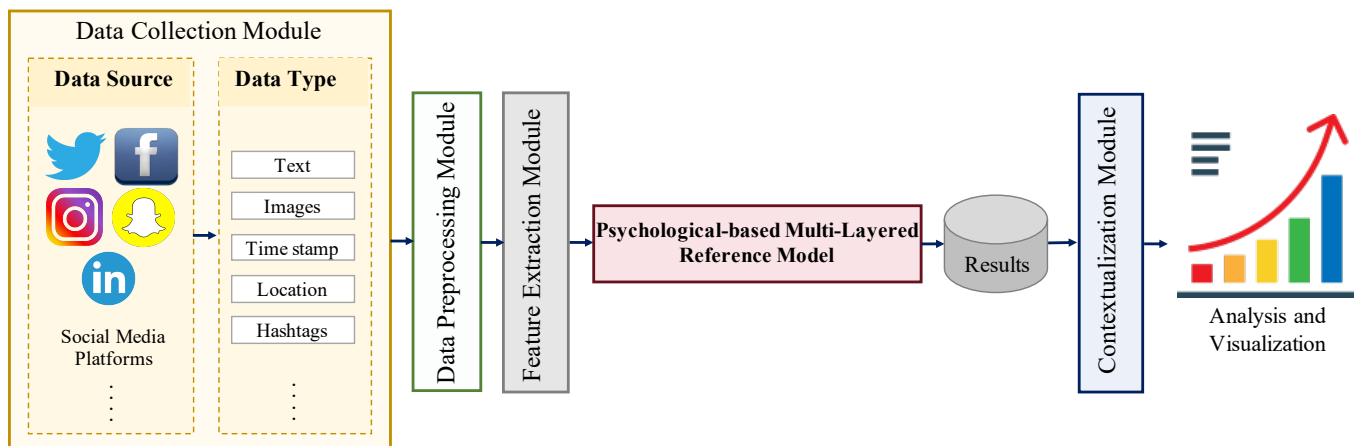 Data Collection Module
Data Source
Data Type
f
in
Social Media
Platforms
Text
Images
Time stamp
Location
Hashtags
Data Preprocessing Module
Feature Extraction Module
Psychological-based Multi-Layered
Reference Model
Results
Contextualization Module
Analysis and
Visualization